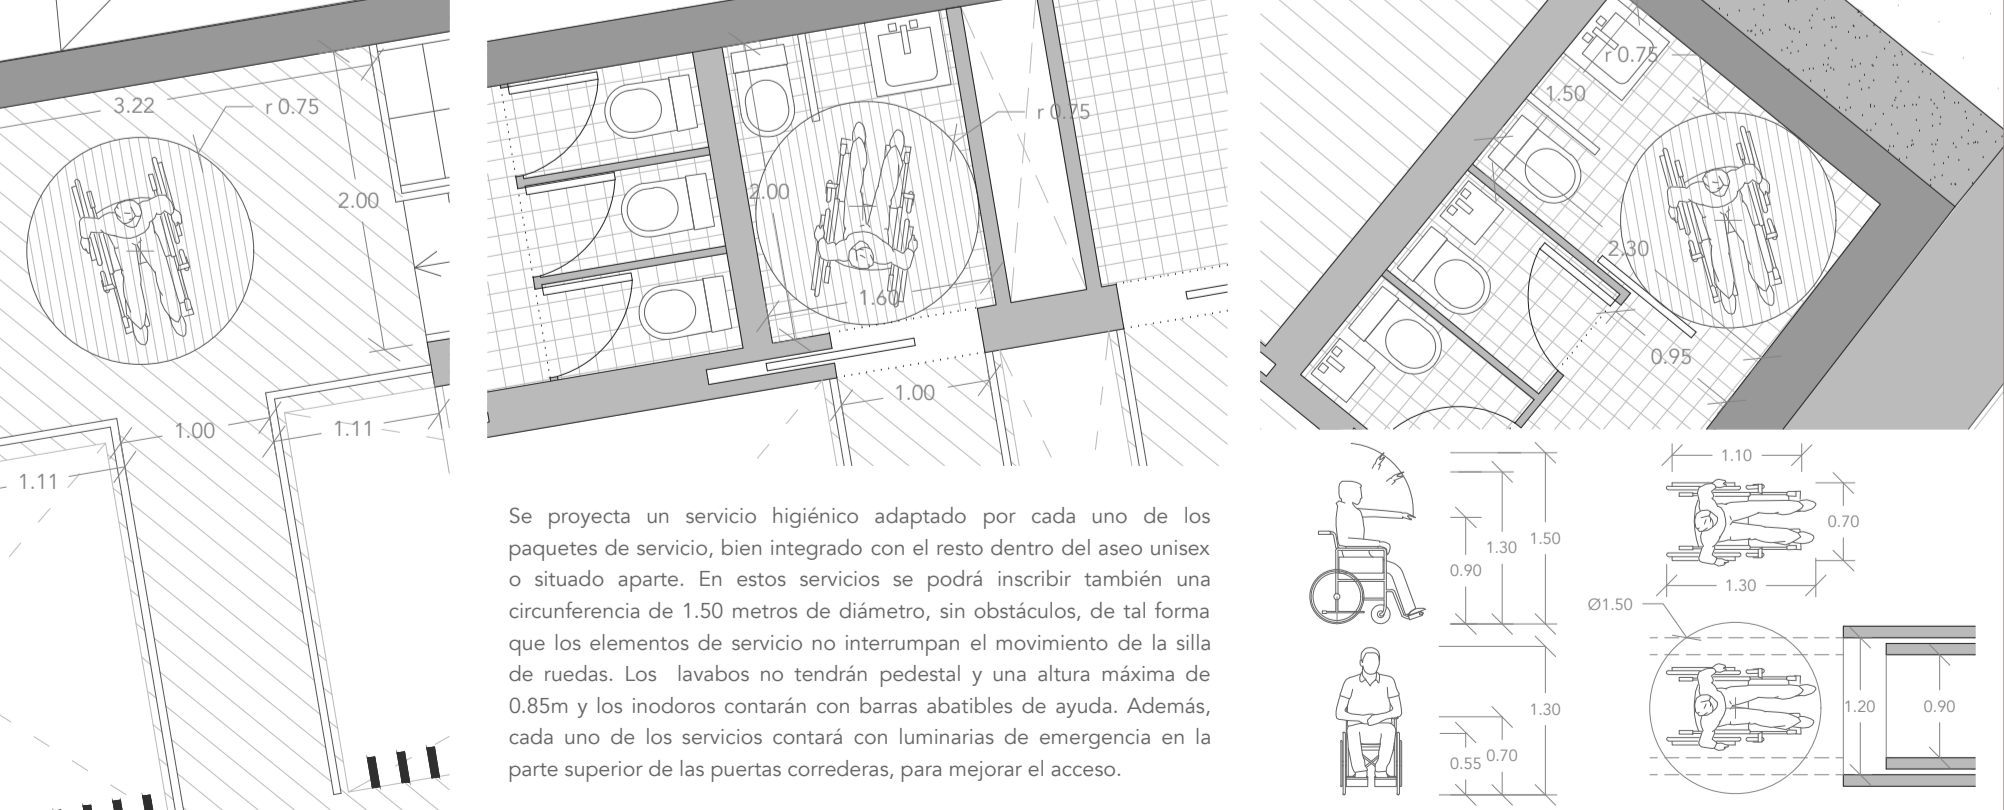 3.22
r 0.75
2.00
1.00
1.11
1.11
r 0.75
2.00
1.60
1.00
r 0.75
1.50
2.30
0.95
Se proyecta un servicio higiénico adaptado por cada uno de los
paquetes de servicio, bien integrado con el resto dentro del aseo unisex
o situado aparte. En estos servicios se podrá inscribir también una
circunferencia de 1.50 metros de diámetro, sin obstáculos, de tal forma
que los elementos de servicio no interrumpan el movimiento de la silla
de ruedas. Los lavabos no tendrán pedestal y una altura máxima de
0.85m y los inodoros contarán con barras abatibles de ayuda. Además,
cada uno de los servicios contará con luminarias de emergencia en la
parte superior de las puertas correderas, para mejorar el acceso.
0.90
1.30
1.50
1.10
0.70
1.30
Ø1.50
0.55
0.70
1.30
1.20
0.90